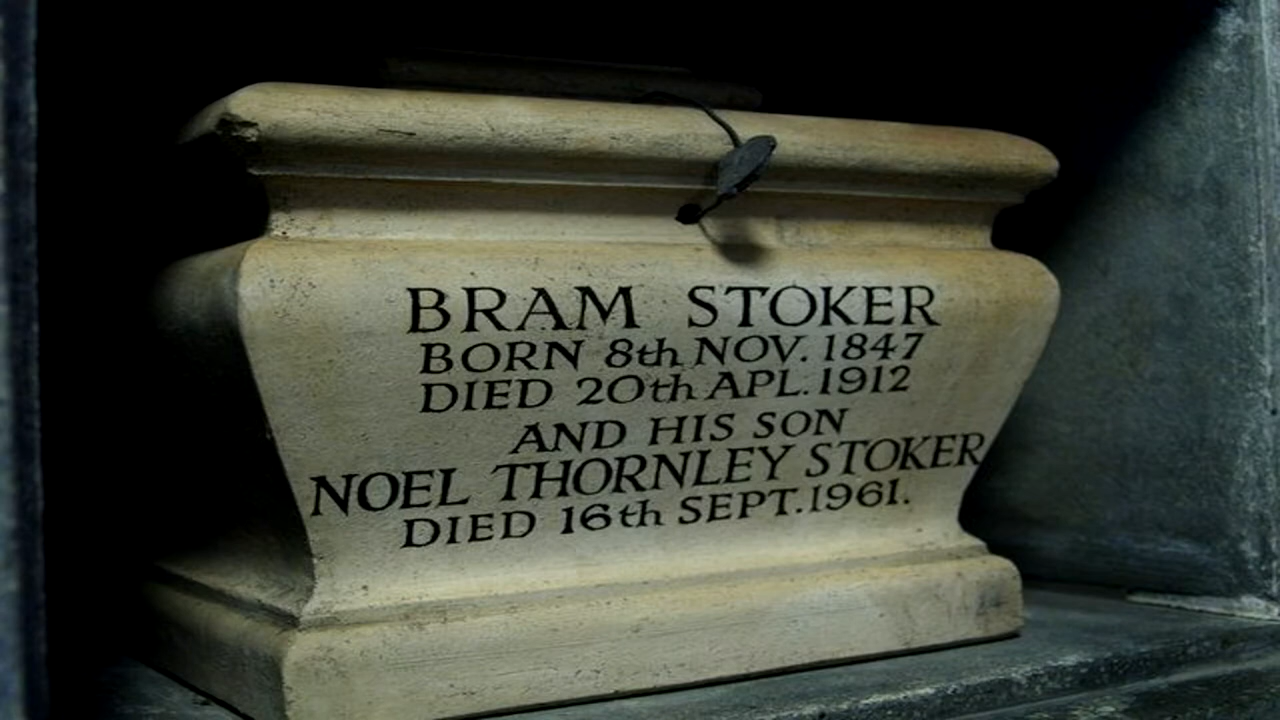 BRAM STOKER
BORN 8th NOV. 1847
DIED 20th APL. 1912
AND HIS SON
NOEL THORNLEY STOKER
DIED 16th SEPT. 1961.